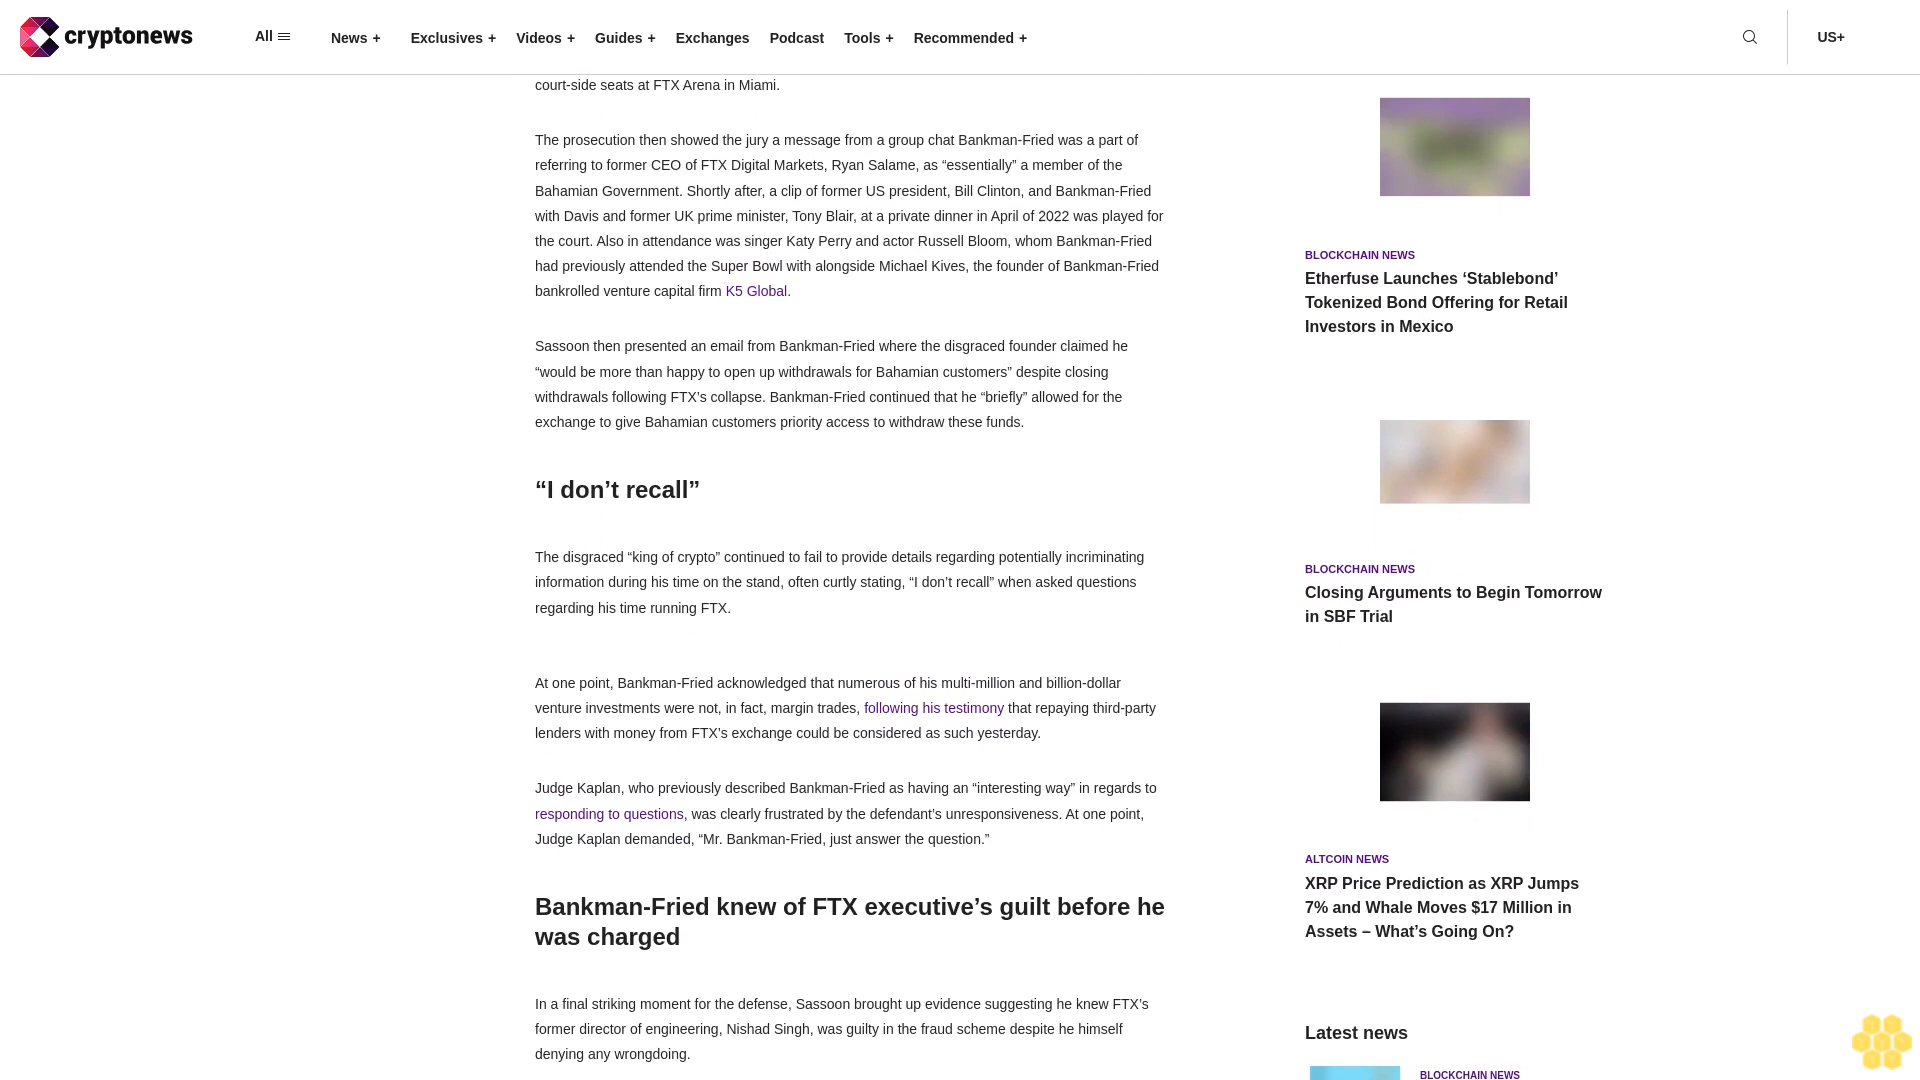 cryptonews
All
News +
Exclusives +
Videos +
Guides +
Exchanges
Podcast
Tools +
Recommended +
US+
court-side seats at FTX Arena in Miami.
The prosecution then showed the jury a message from a group chat Bankman-Fried was a part of
referring to former CEO of FTX Digital Markets, Ryan Salame, as “essentially” a member of the
Bahamian Government. Shortly after, a clip of former US president, Bill Clinton, and Bankman-Fried
with Davis and former UK prime minister, Tony Blair, at a private dinner in April of 2022 was played for
the court. Also in attendance was singer Katy Perry and actor Russell Bloom, whom Bankman-Fried
had previously attended the Super Bowl with alongside Michael Kives, the founder of Bankman-Fried
bankrolled venture capital firm K5 Global.
Sassoon then presented an email from Bankman-Fried where the disgraced founder claimed he
“would be more than happy to open up withdrawals for Bahamian customers” despite closing
withdrawals following FTX’s collapse. Bankman-Fried continued that he “briefly” allowed for the
exchange to give Bahamian customers priority access to withdraw these funds.
“I don’t recall”
The disgraced “king of crypto” continued to fail to provide details regarding potentially incriminating
information during his time on the stand, often curtly stating, “I don’t recall” when asked questions
regarding his time running FTX.
At one point, Bankman-Fried acknowledged that numerous of his multi-million and billion-dollar
venture investments were not, in fact, margin trades, following his testimony that repaying third-party
lenders with money from FTX’s exchange could be considered as such yesterday.
Judge Kaplan, who previously described Bankman-Fried as having an “interesting way” in regards to
responding to questions, was clearly frustrated by the defendant’s unresponsiveness. At one point,
Judge Kaplan demanded, “Mr. Bankman-Fried, just answer the question.”
Bankman-Fried knew of FTX executive’s guilt before he
was charged
In a final striking moment for the defense, Sassoon brought up evidence suggesting he knew FTX’s
former director of engineering, Nishad Singh, was guilty in the fraud scheme despite he himself
denying any wrongdoing.
BLOCKCHAIN NEWS
Etherfuse Launches ‘Stablebond’
Tokenized Bond Offering for Retail
Investors in Mexico
BLOCKCHAIN NEWS
Closing Arguments to Begin Tomorrow
in SBF Trial
ALTCOIN NEWS
XRP Price Prediction as XRP Jumps
7% and Whale Moves $17 Million in
Assets – What’s Going On?
Latest news
BLOCKCHAIN NEWS